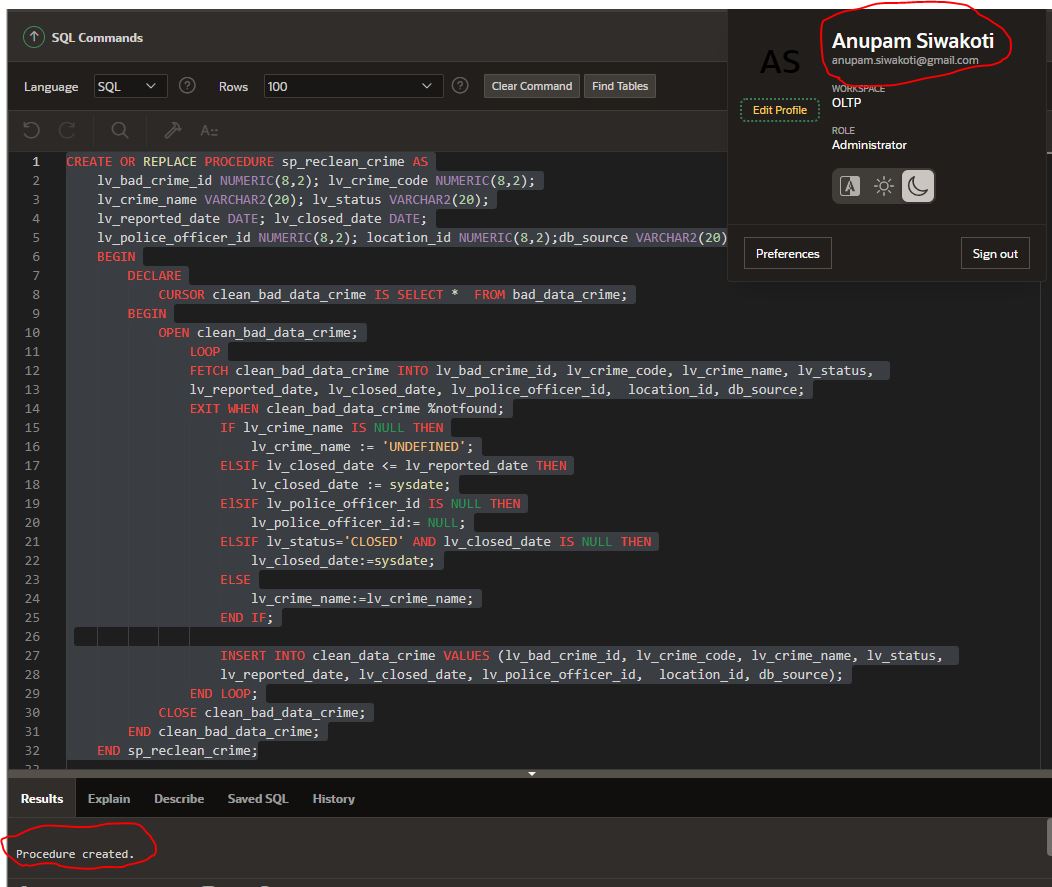 SQL Commands
Language SQL Rows 100 Clear Command Find Tables
AS
Anupam Siwakoti
anupam.siwakoti@gmail.com
Edit Profile
WORKSPACE
OLTP
ROLE
Administrator
Preferences Sign out
1 CREATE OR REPLACE PROCEDURE sp_reclean_crime AS
2 lv_bad_crime_id NUMERIC(8,2); lv_crime_code NUMERIC(8,2);
3 lv_crime_name VARCHAR2(20); lv_status VARCHAR2(20);
4 lv_reported_date DATE; lv_closed_date DATE;
5 lv_police_officer_id NUMERIC(8,2); location_id NUMERIC(8,2);db_source VARCHAR2(20)
6 BEGIN
7 DECLARE
8 CURSOR clean_bad_data_crime IS SELECT * FROM bad_data_crime;
9 BEGIN
10 OPEN clean_bad_data_crime;
11 LOOP
12 FETCH clean_bad_data_crime INTO lv_bad_crime_id, lv_crime_code, lv_crime_name, lv_status,
13 lv_reported_date, lv_closed_date, lv_police_officer_id, location_id, db_source;
14 EXIT WHEN clean_bad_data_crime %notfound;
15 IF lv_crime_name IS NULL THEN
16 lv_crime_name := 'UNDEFINED';
17 ELSIF lv_closed_date <= lv_reported_date THEN
18 lv_closed_date := sysdate;
19 ElSIF lv_police_officer_id IS NULL THEN
20 lv_police_officer_id:= NULL;
21 ELSIF lv_status='CLOSED' AND lv_closed_date IS NULL THEN
22 lv_closed_date:=sysdate;
23 ELSE
24 lv_crime_name:=lv_crime_name;
25 END IF;
26
27 INSERT INTO clean_data_crime VALUES (lv_bad_crime_id, lv_crime_code, lv_crime_name, lv_status,
28 lv_reported_date, lv_closed_date, lv_police_officer_id, location_id, db_source);
29 END LOOP;
30 CLOSE clean_bad_data_crime;
31 END clean_bad_data_crime;
32 END sp_reclean_crime;
Results Explain Describe Saved SQL History
Procedure created.